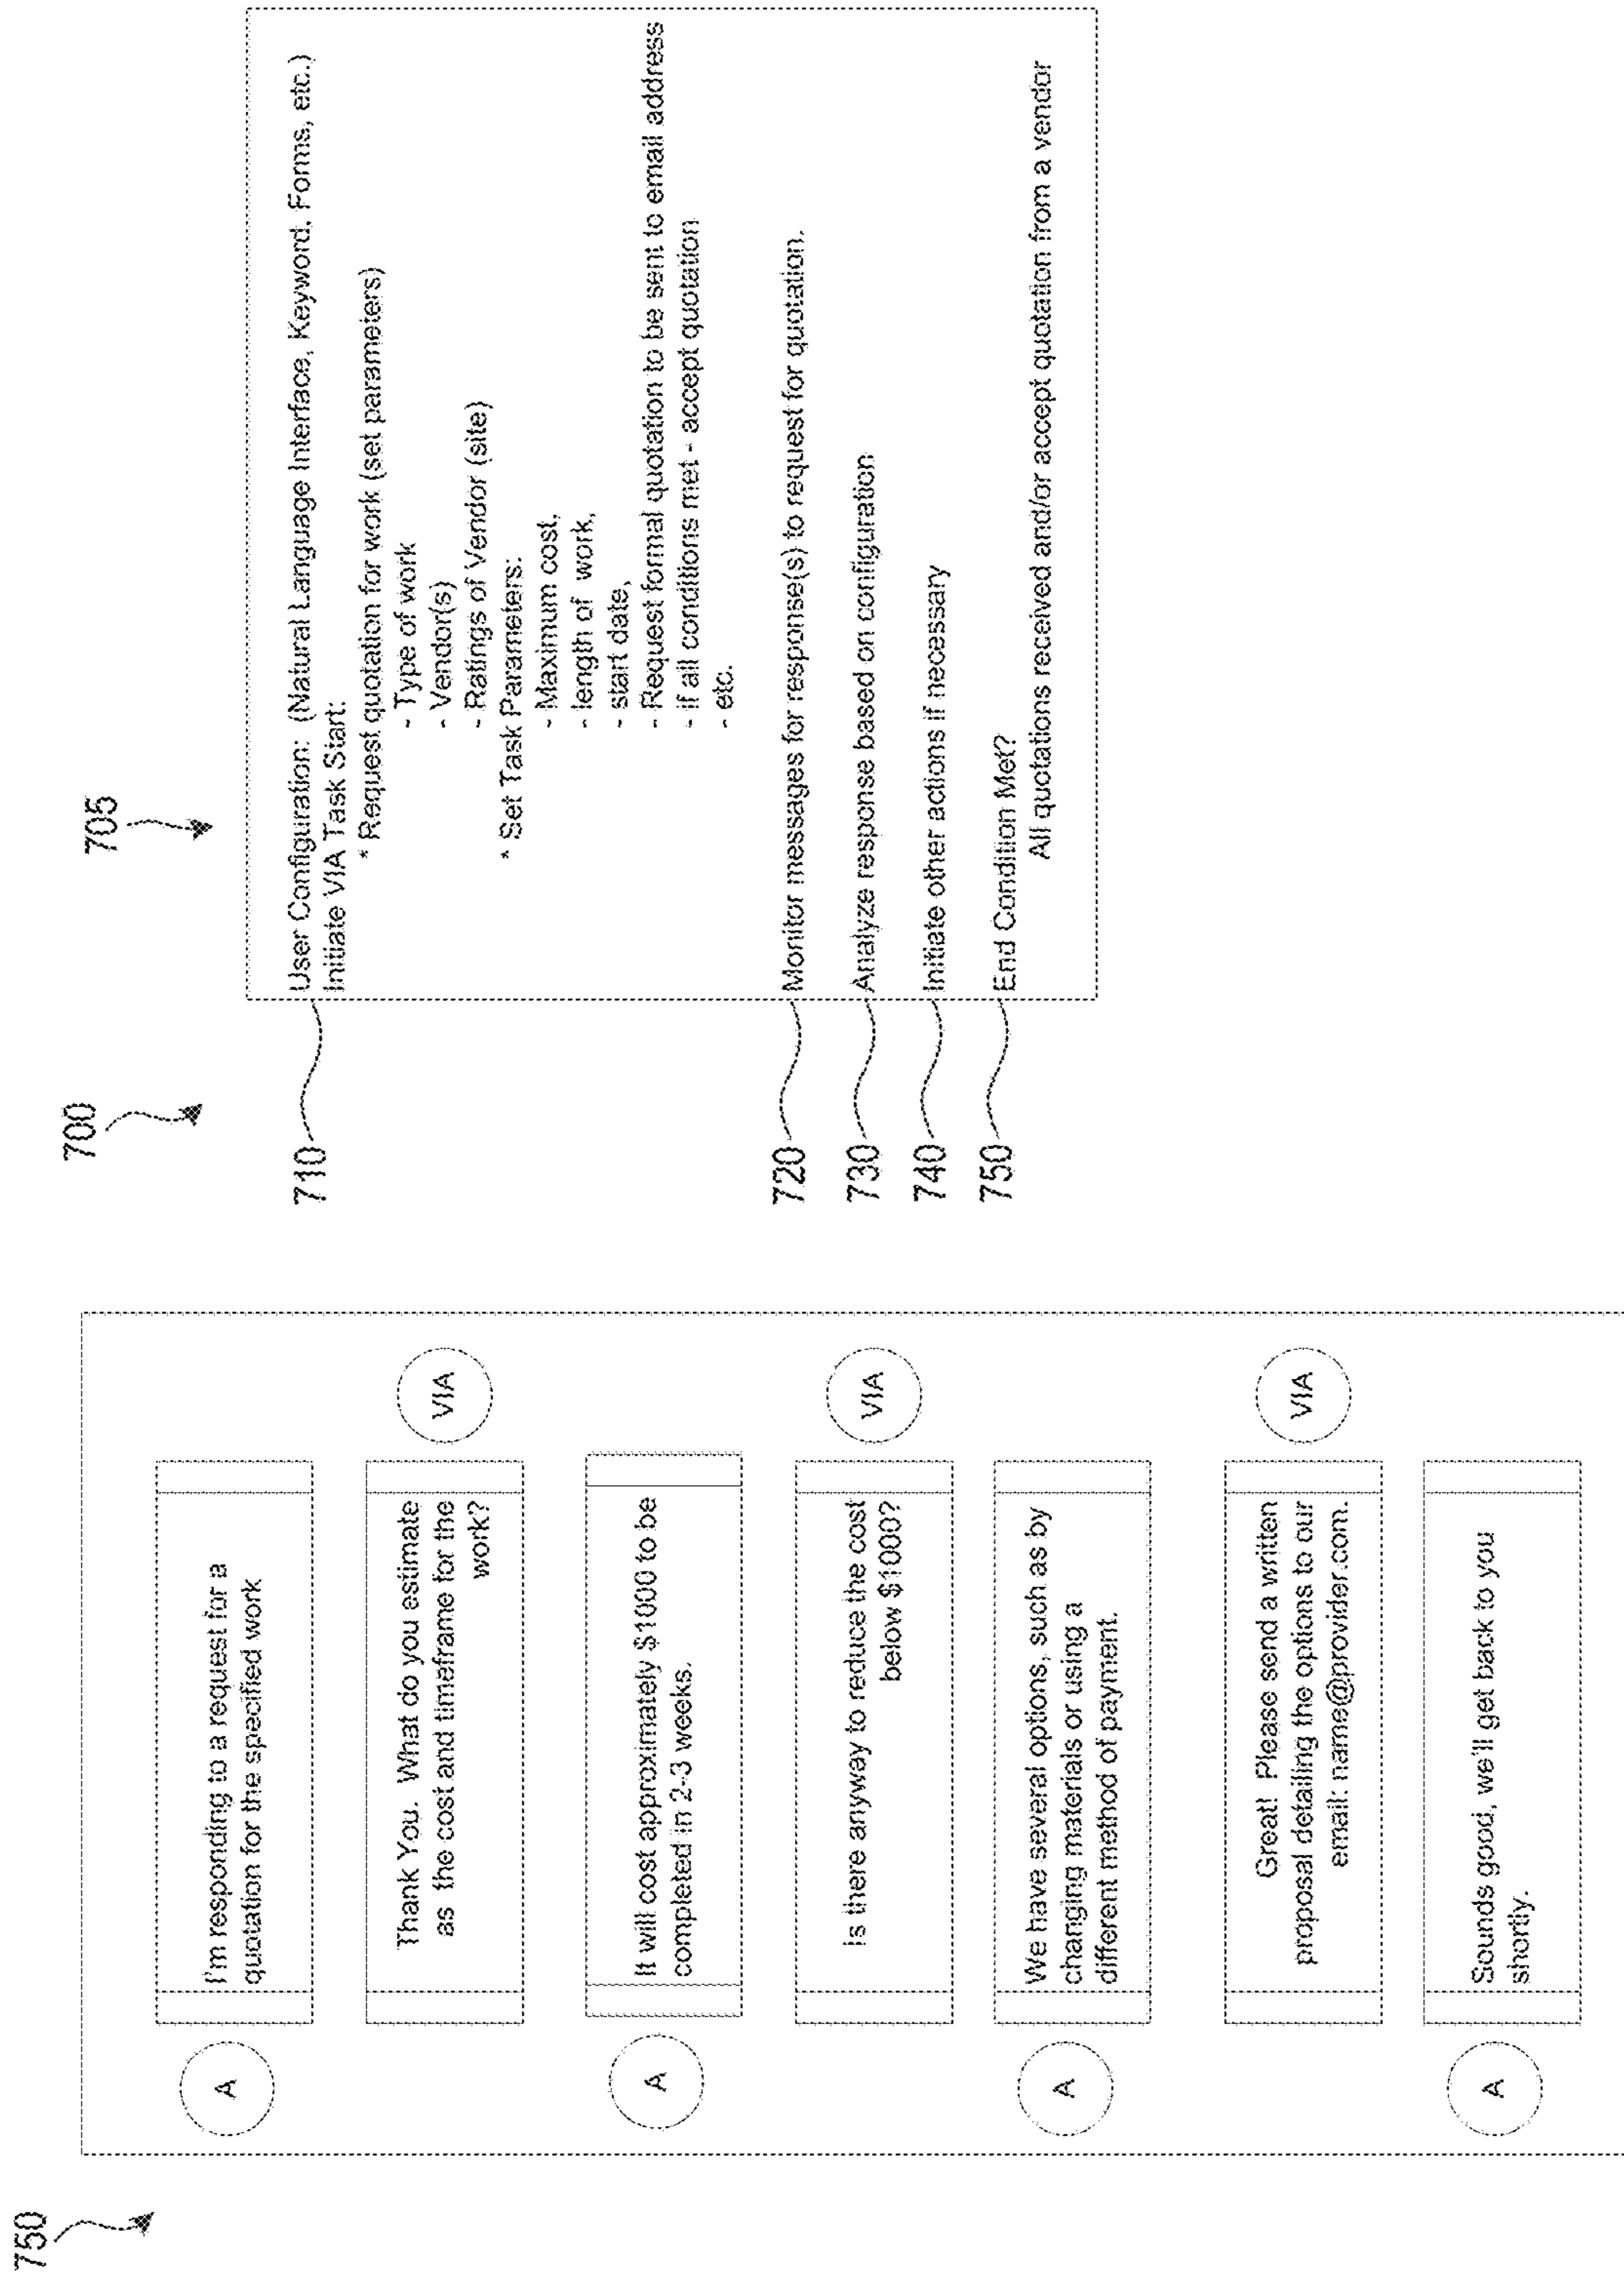 750
A
I'm responding to a request for a
quotation for the specified work
Thank You.  What do you estimate
as the cost and timeframe for the
work?
VIA
A
It will cost approximately $1000 to be
completed in 2-3 weeks.
Is there anyway to reduce the cost
below $1000?
VIA
A
We have several options, such as by
changing materials or using a
different method of payment.
Great!  Please send a written
proposal detailing the options to our
email: name@provider.com.
VIA
A
Sounds good, we'll get back to you
shortly.
700
705
710
User Configuration:  (Natural Language Interface, Keyword, Forms, etc.)
Initiate VIA Task Start:
* Request quotation for work (set parameters)
- Type of work
- Vendor(s)
- Ratings of Vendor (site)
* Set Task Parameters:
- Maximum cost,
- length of work,
- start date,
- Request formal quotation to be sent to email address
- if all conditions met - accept quotation
- etc.
720
Monitor messages for response(s) to request for quotation.
730
Analyze response based on configuration
740
Initiate other actions if necessary
750
End Condition Met?
All quotations received and/or accept quotation from a vendor